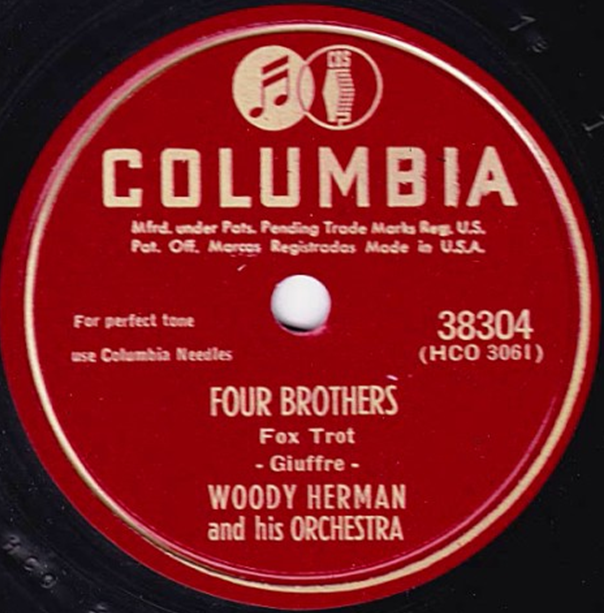 CBS
COLUMBIA
Mfrd. under Pats. Pending Trade Marks Reg. U.S.
Pat. Off. Marcas Registradas Made in U.S.A.
For perfect tone
use Columbia Needles
38304
(HCO 3061)
FOUR BROTHERS
Fox Trot
- Giuffre -
WOODY HERMAN
and his ORCHESTRA